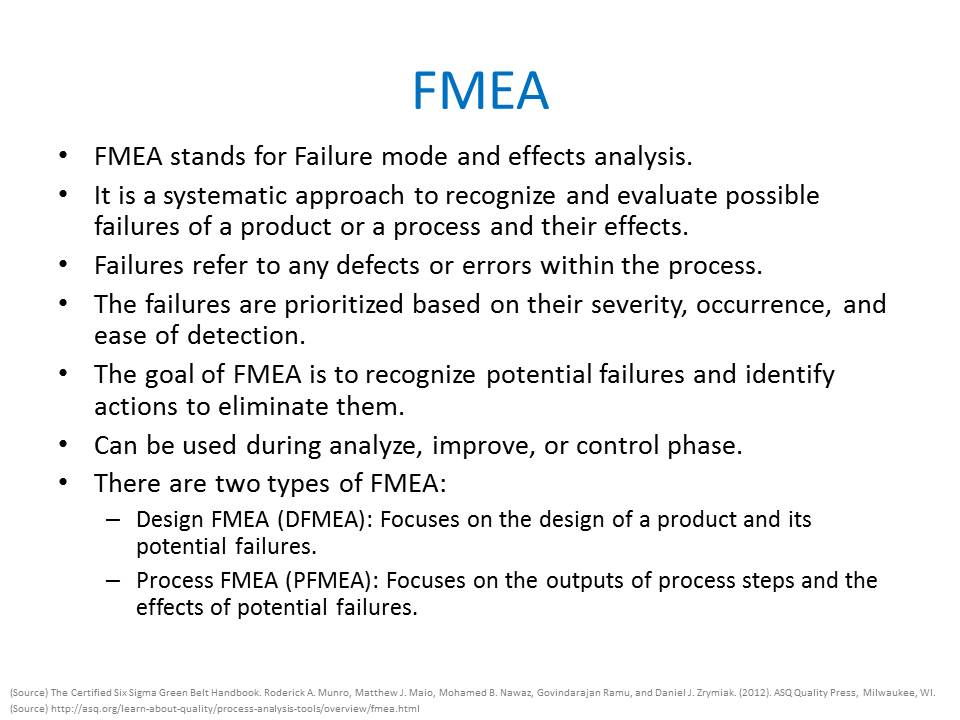 FMEA
• FMEA stands for Failure mode and effects analysis.
• It is a systematic approach to recognize and evaluate possible
failures of a product or a process and their effects.
• Failures refer to any defects or errors within the process.
• The failures are prioritized based on their severity, occurrence, and
ease of detection.
• The goal of FMEA is to recognize potential failures and identify
actions to eliminate them.
• Can be used during analyze, improve, or control phase.
• There are two types of FMEA:
– Design FMEA (DFMEA): Focuses on the design of a product and its
potential failures.
– Process FMEA (PFMEA): Focuses on the outputs of process steps and the
effects of potential failures.
(Source) The Certified Six Sigma Green Belt Handbook. Roderick A. Munro, Matthew J. Maio, Mohamed B. Nawaz, Govindarajan Ramu, and Daniel J. Zrymiak. (2012). ASQ Quality Press, Milwaukee, WI.
(Source) http://asq.org/learn-about-quality/process-analysis-tools/overview/fmea.html